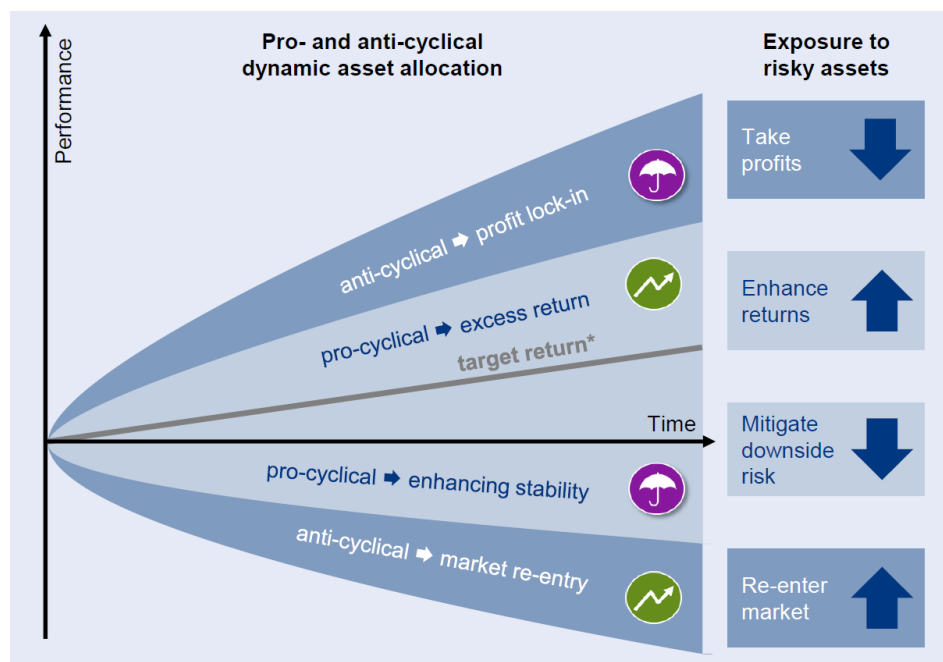 Pro- and anti-cyclical
dynamic asset allocation
Exposure to
risky assets
Performance
anti-cyclical ➡ profit lock-in
Take
profits
pro-cyclical ➡ excess return
Enhance
returns
target return*
Time
pro-cyclical ➡ enhancing stability
Mitigate
downside
risk
anti-cyclical ➡ market re-entry
Re-enter
market